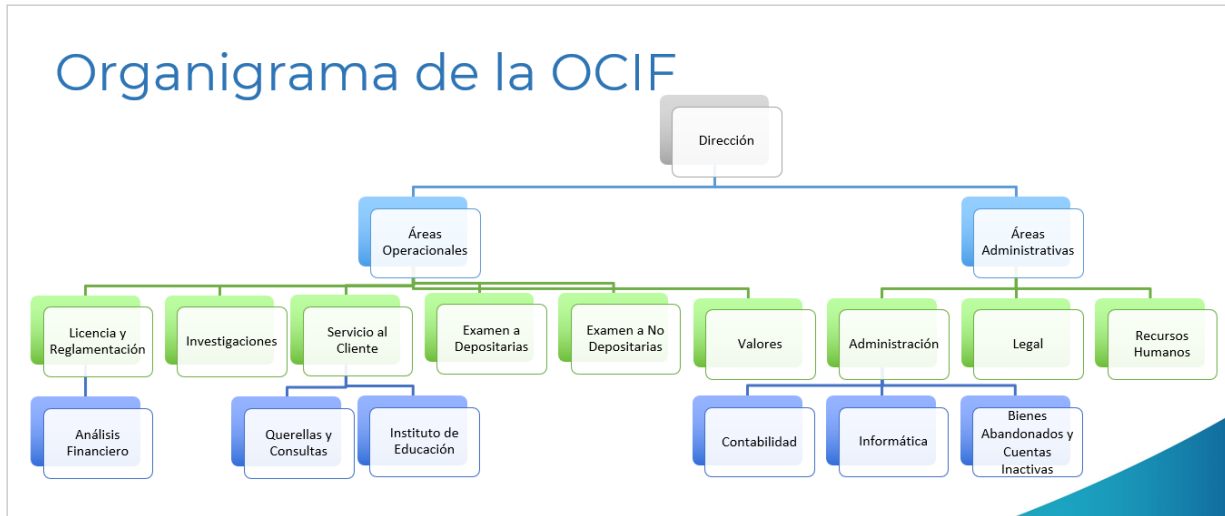 Organigrama de la OCIF
Dirección
Áreas
Operacionales
Áreas
Administrativas
Licencia y
Reglamentación
Investigaciones
Servicio al
Cliente
Examen a
Depositarias
Examen a No
Depositarias
Valores
Administración
Legal
Recursos
Humanos
Análisis
Financiero
Querellas y
Consultas
Instituto de
Educación
Contabilidad
Informática
Bienes
Abandonados y
Cuentas
Inactivas